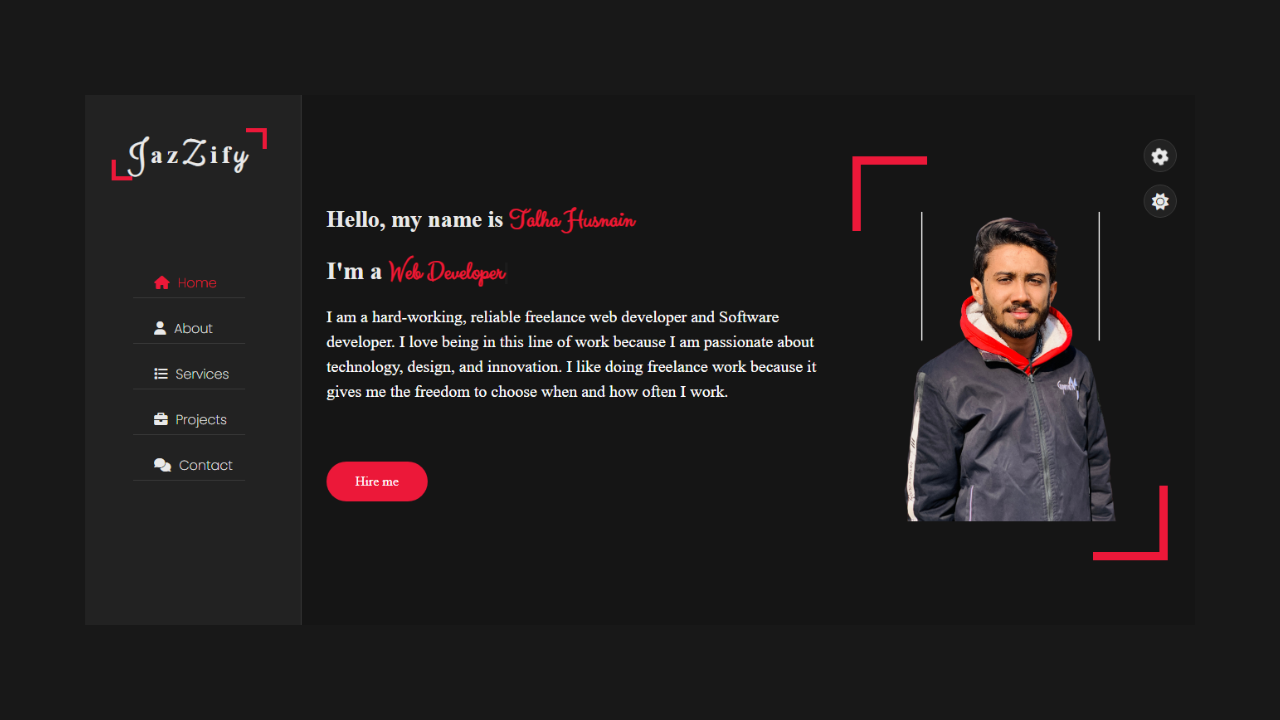 JazZify
Home
About
Services
Projects
Contact
Hello, my name is Talha Husnain
I'm a Web Developer
I am a hard-working, reliable freelance web developer and Software
developer. I love being in this line of work because I am passionate about
technology, design, and innovation. I like doing freelance work because it
gives me the freedom to choose when and how often I work.
Hire me